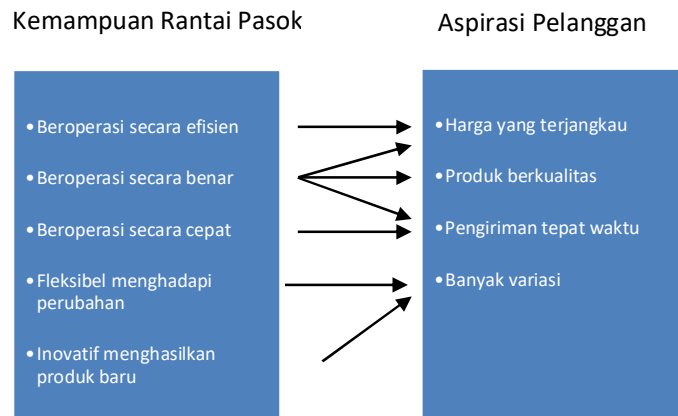 Kemampuan Rantai Pasok
Aspirasi Pelanggan
•Beroperasi secara efisien
•Beroperasi secara benar
•Beroperasi secara cepat
•Fleksibel menghadapi
perubahan
•Inovatif menghasilkan
produk baru
•Harga yang terjangkau
•Produk berkualitas
•Pengiriman tepat waktu
•Banyak variasi